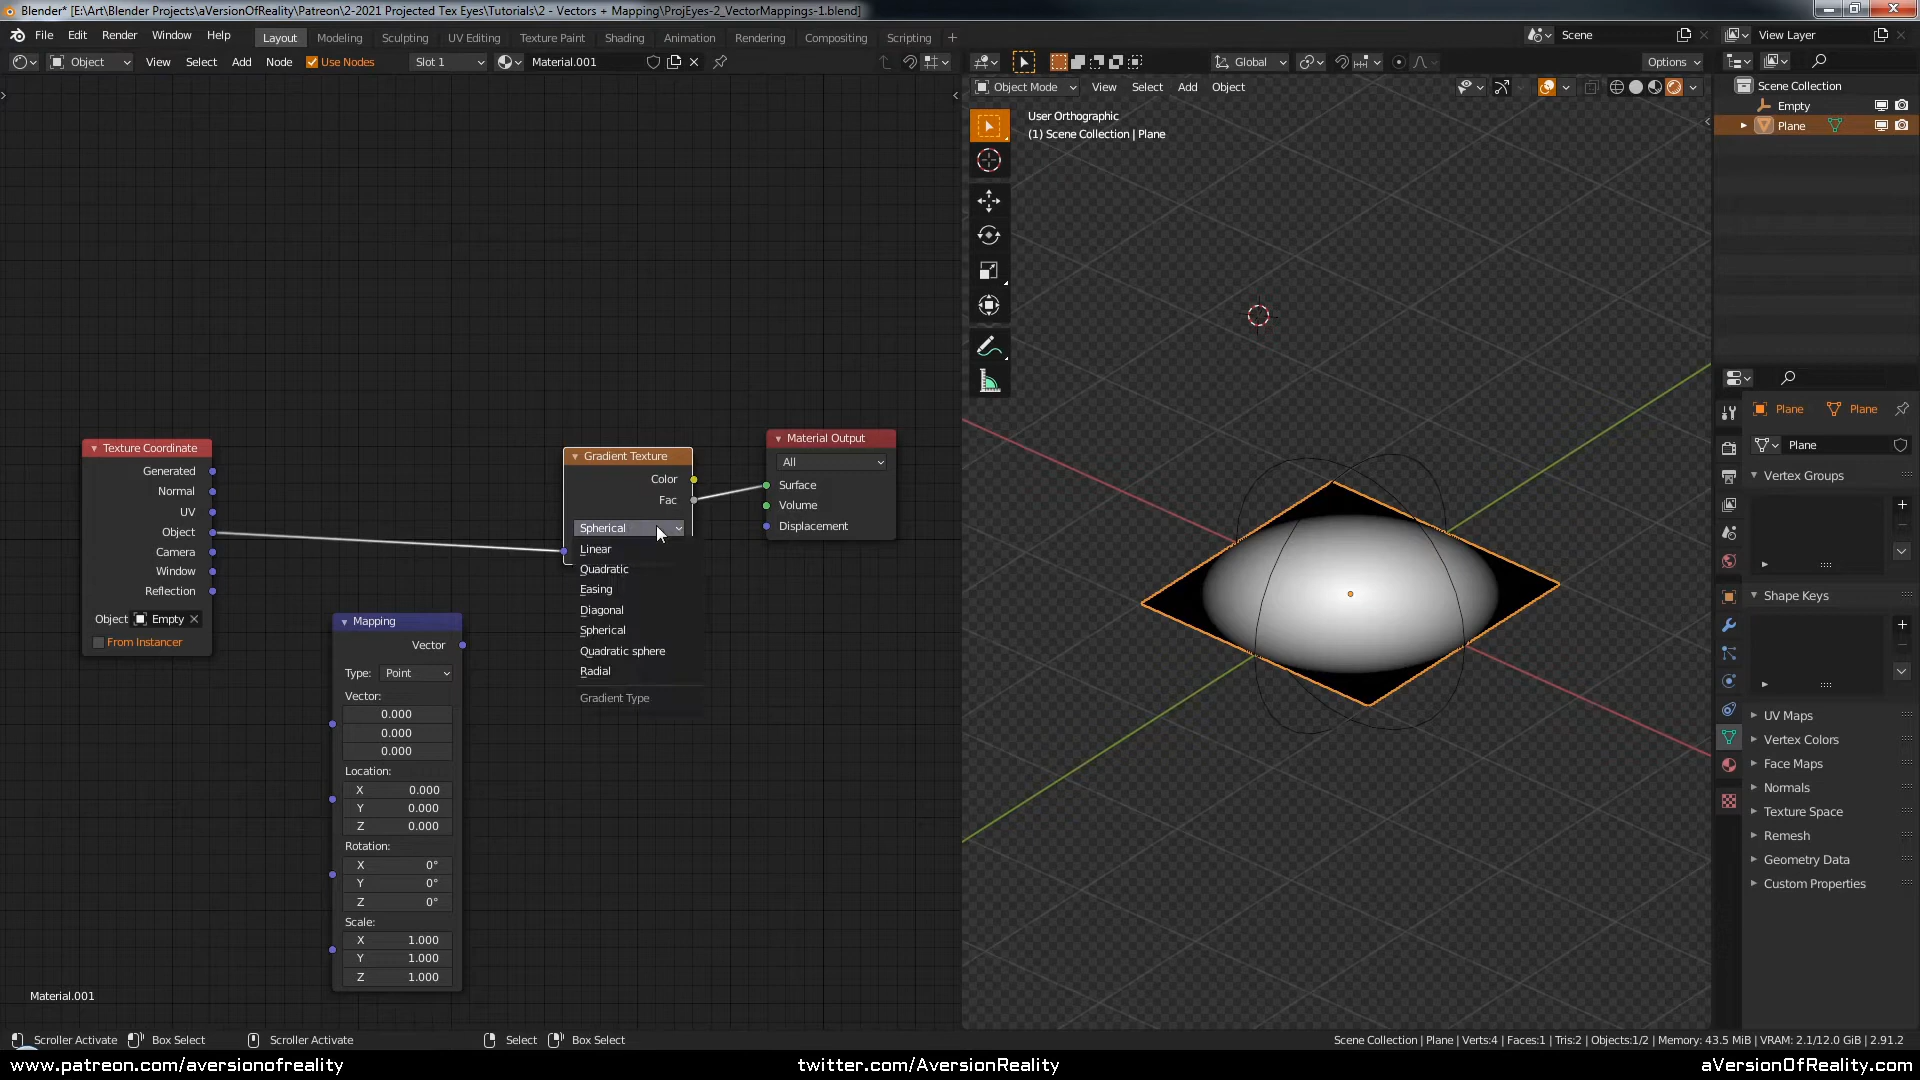 Blender* [E:\Art\Blender Projects\aVersionOfReality\Patreon\2-2021 Projected Tex Eyes\Tutorials\2 - Vectors + Mapping\ProjEyes-2_VectorMappings-1.blend]
File Edit Render Window Help
Layout Modeling Sculpting UV Editing Texture Paint Shading Animation Rendering Compositing Scripting +
Scene
View Layer
Object View Select Add Node Use Nodes Slot 1 Material.001
Global Options
Object Mode View Select Add Object
User Orthographic
(1) Scene Collection | Plane
Scene Collection
Empty
Plane
Texture Coordinate
Generated
Normal
UV
Object
Camera
Window
Reflection
Object Empty
From Instancer
Mapping
Vector
Type: Point
Vector:
0.000
0.000
0.000
Location:
X 0.000
Y 0.000
Z 0.000
Rotation:
X 0°
Y 0°
Z 0°
Scale:
X 1.000
Y 1.000
Z 1.000
Gradient Texture
Color
Fac
Spherical
Linear
Quadratic
Easing
Diagonal
Spherical
Quadratic sphere
Radial
Gradient Type
Material Output
All
Surface
Volume
Displacement
Plane Plane
Plane
Vertex Groups
Shape Keys
UV Maps
Vertex Colors
Face Maps
Normals
Texture Space
Remesh
Geometry Data
Custom Properties
Material.001
Scroller Activate Box Select Scroller Activate Select Box Select
Scene Collection | Plane | Verts:4 | Faces:1 | Tris:2 | Objects:1/2 | Memory: 43.5 MiB | VRAM: 2.1/12.0 GiB | 2.91.2
www.patreon.com/aversionofreality
twitter.com/AversionReality
aVersionOfReality.com